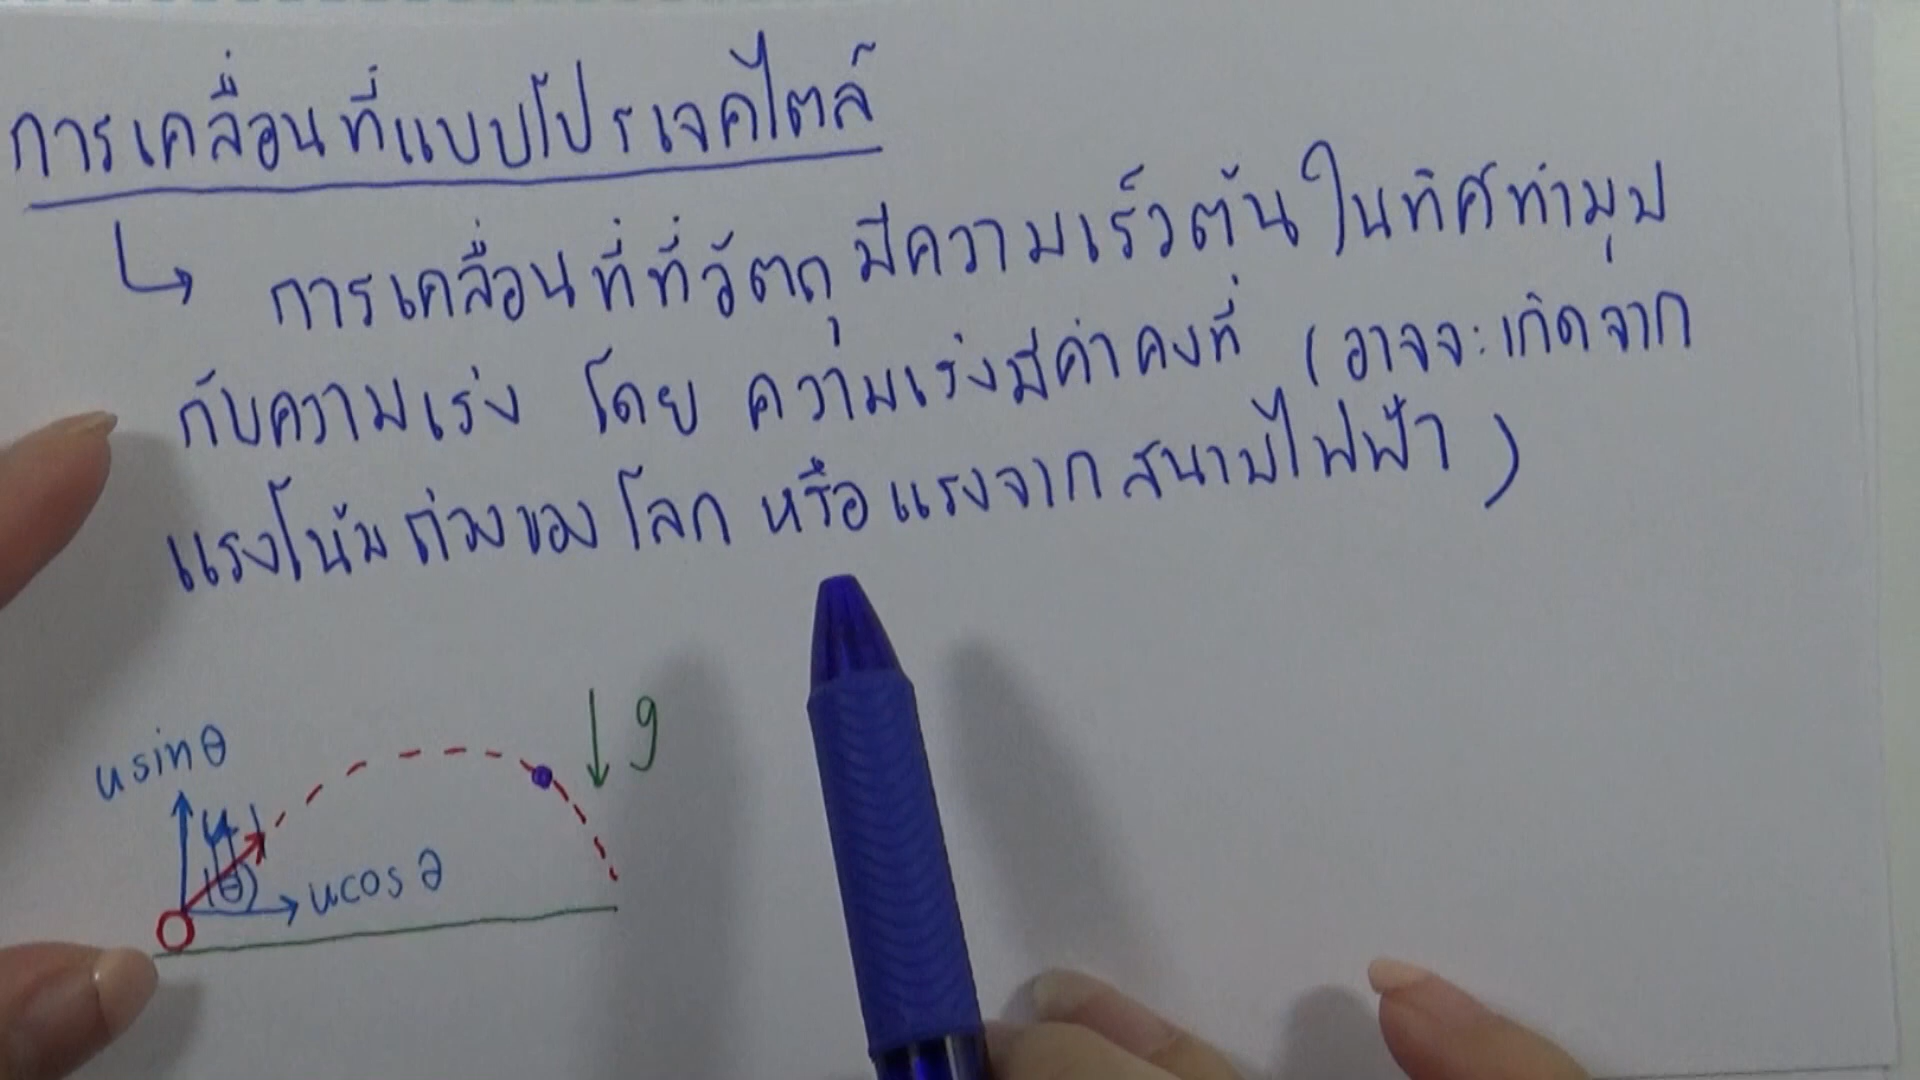 การเคลื่อนที่แบบโปรเจคไตล์
↳ การเคลื่อนที่ที่วัตถุมีความเร็วต้นในทิศทำมุม
กับความเร่ง โดย ความเร่งมีค่าคงที่ (อาจจะเกิดจาก
แรงโน้มถ่วงของโลก หรือแรงจากสนามไฟฟ้า)
g
u sinθ
u
θ
u cos θ